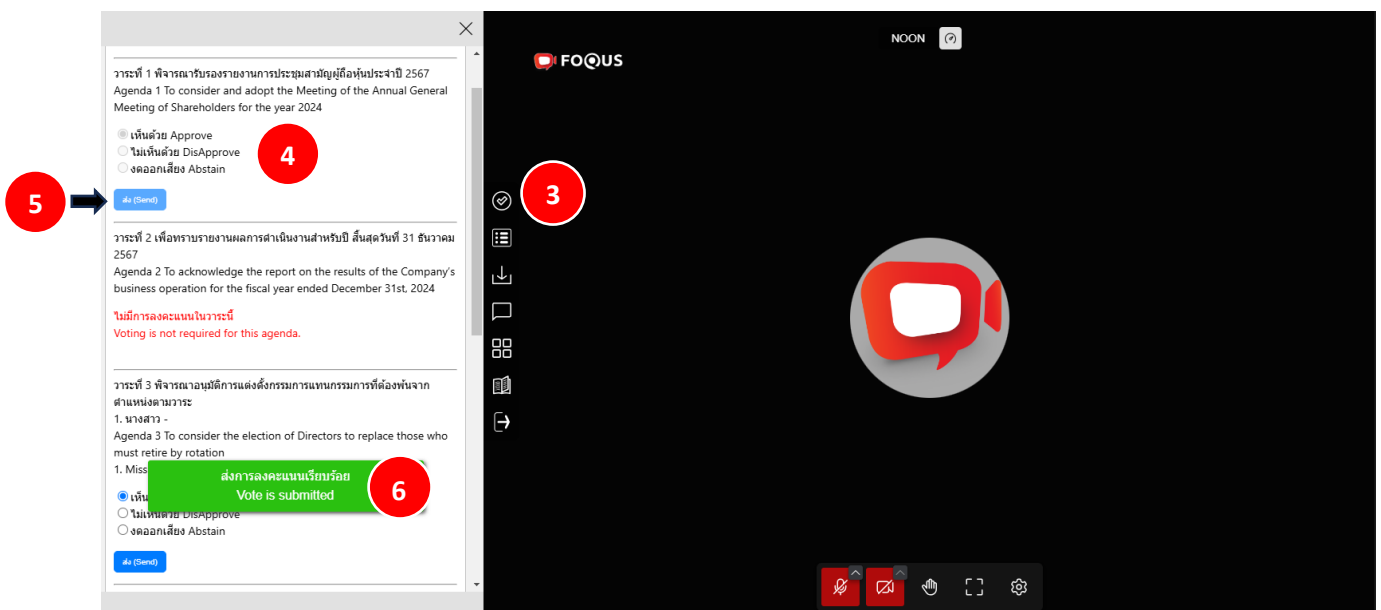 NOON
FOQUS
วาระที่ 1 พิจารณารับรองรายงานการประชุมสามัญผู้ถือหุ้นประจำปี 2567
Agenda 1 To consider and adopt the Meeting of the Annual General
Meeting of Shareholders for the year 2024
เห็นด้วย Approve
ไม่เห็นด้วย DisApprove
งดออกเสียง Abstain
4
5
ส่ง (Send)
3
วาระที่ 2 เพื่อทราบรายงานผลการดำเนินงานสำหรับปี สิ้นสุดวันที่ 31 ธันวาคม
2567
Agenda 2 To acknowledge the report on the results of the Company's
business operation for the fiscal year ended December 31st, 2024
ไม่มีการลงคะแนนในวาระนี้
Voting is not required for this agenda.
วาระที่ 3 พิจารณาอนุมัติการแต่งตั้งกรรมการแทนกรรมการที่ต้องพ้นจาก
ตำแหน่งตามวาระ
1. นางสาว -
Agenda 3 To consider the election of Directors to replace those who
must retire by rotation
1. Miss
ส่งการลงคะแนนเรียบร้อย
Vote is submitted
6
ไม่เห็นด้วย DisApprove
งดออกเสียง Abstain
ส่ง (Send)